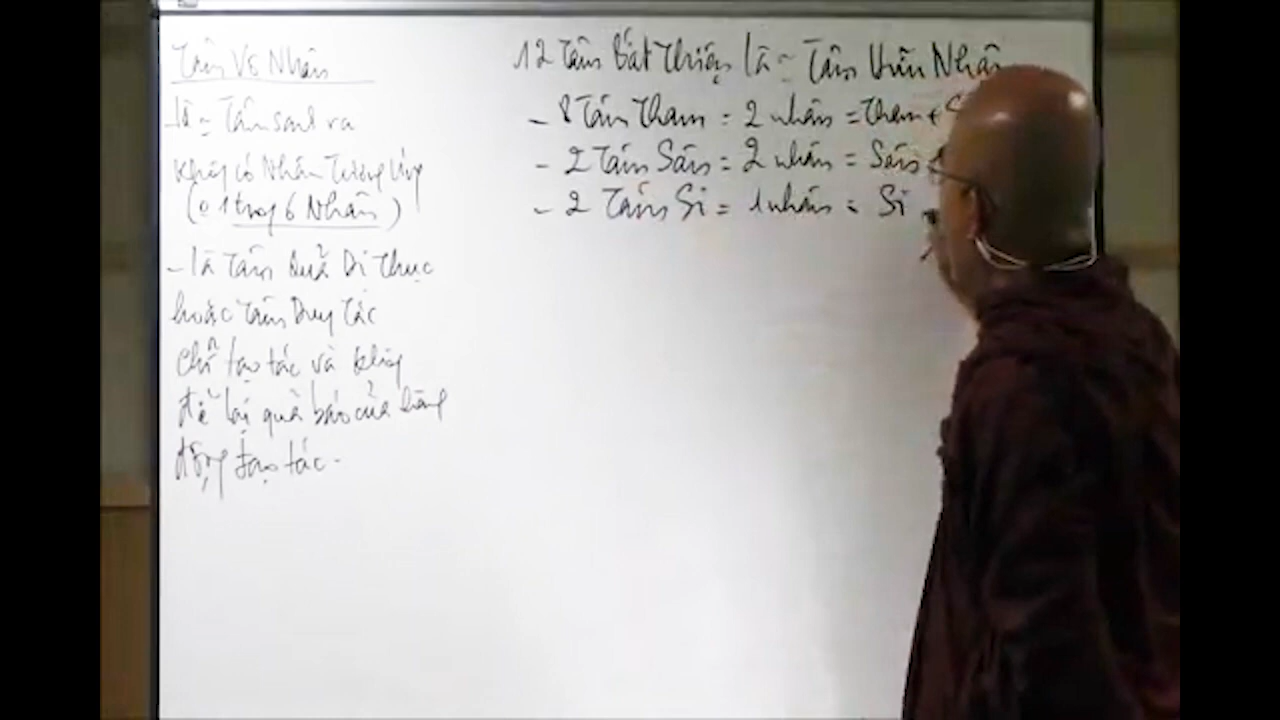 Tâm Vô Nhân
là ~ Tâm sanh ra
không có Nhân Tương Ưng
(1 trong 6 Nhân)
- là Tâm Quả Dị Thục
hoặc Tâm Duy Tác
chỉ tạo tác và không
để lại quả báo của hành
động tạo tác.
12 Tâm Bất Thiện là ~ Tâm Hữu Nhân
- 8 Tâm Tham = 2 nhân = Tham + S
- 2 Tâm Sân = 2 nhân = Sân
- 2 Tâm Si = 1 nhân = Si